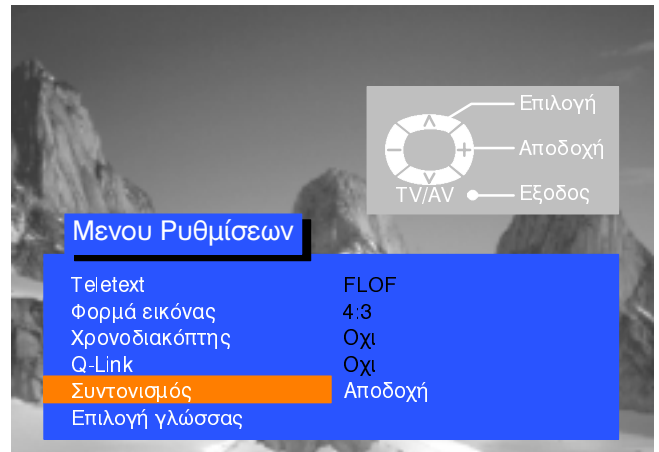 Επιλογή
Αποδοχή
TV/AV Εξοδος
Μενου Ρυθμίσεων
Teletext FLOF
Φορμά εικόνας 4:3
Χρονοδιακόπτης Οχι
Q-Link Οχι
Συντονισμός Αποδοχή
Επιλογή γλώσσας